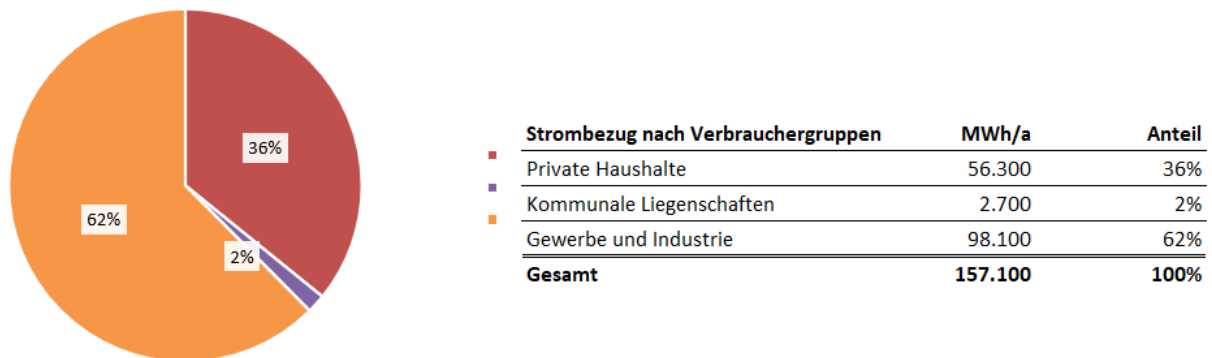 36%
62%
2%
Strombezug nach Verbrauchergruppen MWh/a Anteil
Private Haushalte 56.300 36%
Kommunale Liegenschaften 2.700 2%
Gewerbe und Industrie 98.100 62%
Gesamt 157.100 100%